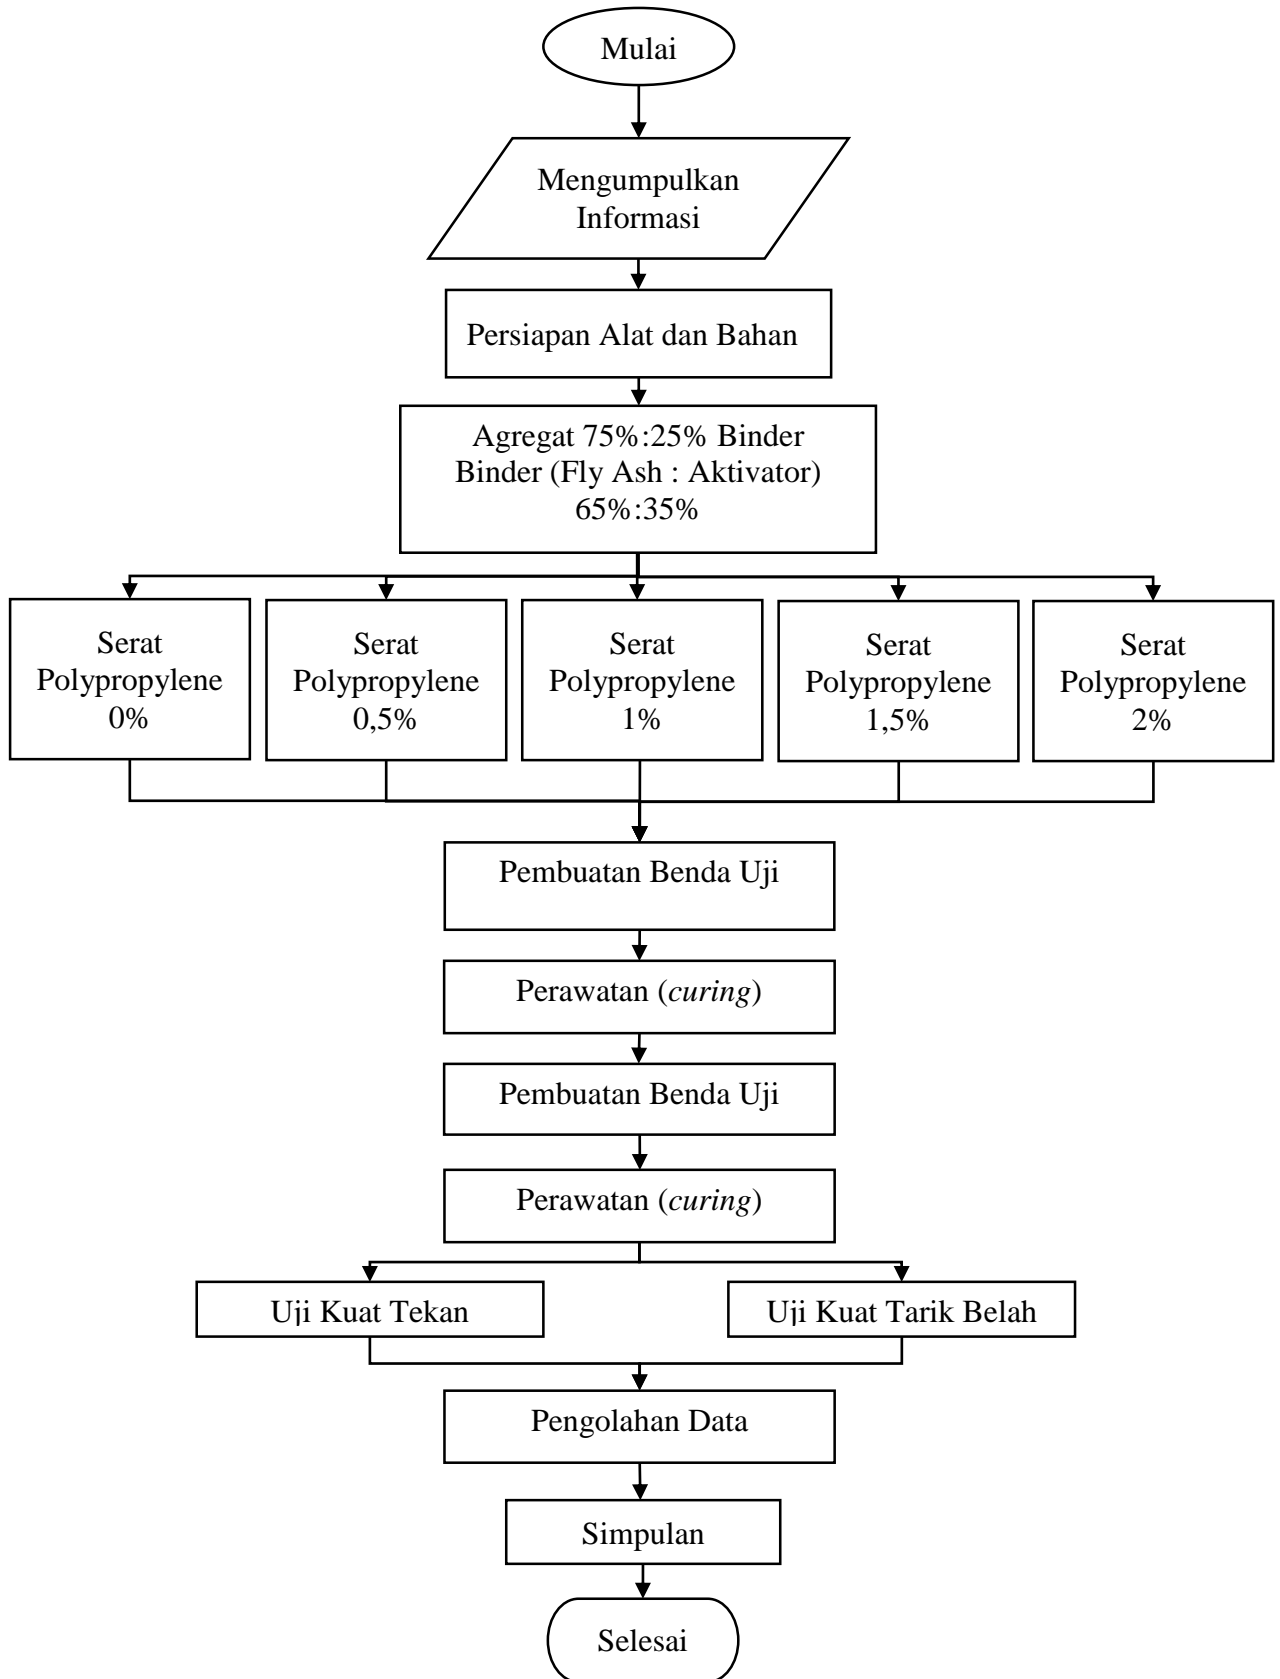 Mulai
Mengumpulkan
Informasi
Persiapan Alat dan Bahan
Agregat 75%:25% Binder
Binder (Fly Ash : Aktivator)
65%:35%
Serat
Polypropylene
0%
Serat
Polypropylene
0,5%
Serat
Polypropylene
1%
Serat
Polypropylene
1,5%
Serat
Polypropylene
2%
Pembuatan Benda Uji
Perawatan (curing)
Pembuatan Benda Uji
Perawatan (curing)
Uji Kuat Tekan
Uji Kuat Tarik Belah
Pengolahan Data
Simpulan
Selesai